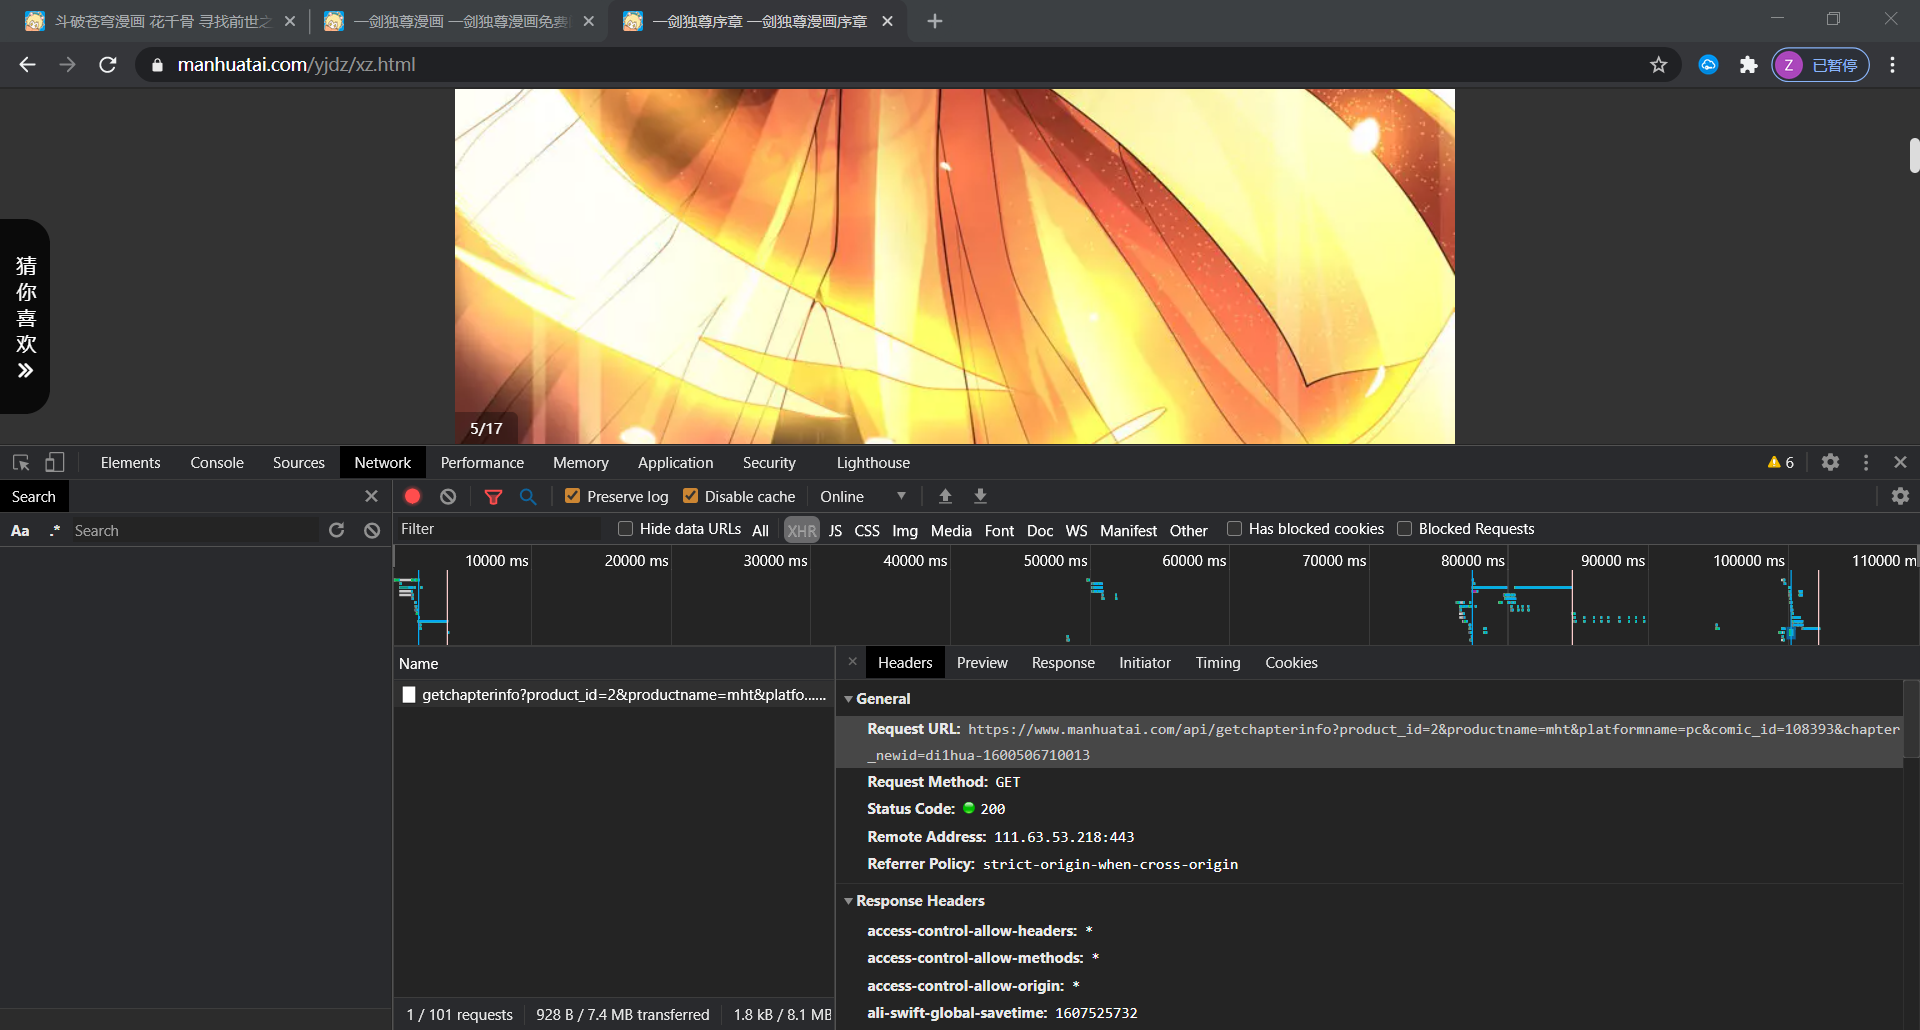 斗破苍穹漫画 花千骨 寻找前世之
一剑独尊漫画 一剑独尊漫画免费
一剑独尊序章 一剑独尊漫画序章
manhuatai.com/yjdz/xz.html
Z 已暂停
猜你喜欢
5/17
Elements Console Sources Network Performance Memory Application Security Lighthouse 6
Search
Preserve log Disable cache Online
Aa .* Search
Filter Hide data URLs All XHR JS CSS Img Media Font Doc WS Manifest Other Has blocked cookies Blocked Requests
10000 ms 20000 ms 30000 ms 40000 ms 50000 ms 60000 ms 70000 ms 80000 ms 90000 ms 100000 ms 110000 m
Name
getchapterinfo?product_id=2&productname=mht&platfo......
Headers Preview Response Initiator Timing Cookies
General
Request URL: https://www.manhuatai.com/api/getchapterinfo?product_id=2&productname=mht&platformname=pc&comic_id=108393&chapter
_newid=di1hua-1600506710013
Request Method: GET
Status Code: 200
Remote Address: 111.63.53.218:443
Referrer Policy: strict-origin-when-cross-origin
Response Headers
access-control-allow-headers: *
access-control-allow-methods: *
access-control-allow-origin: *
ali-swift-global-savetime: 1607525732
1 / 101 requests 928 B / 7.4 MB transferred 1.8 kB / 8.1 MB